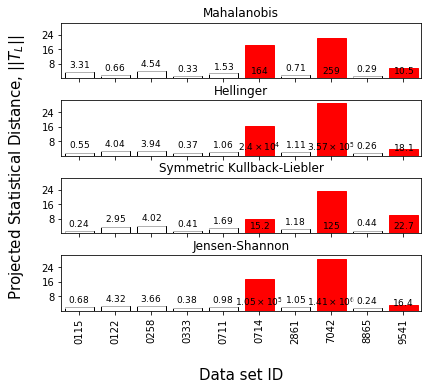 Mahalanobis
24
16
8
3.31 0.66 4.54 0.33 1.53 164 0.71 259 0.29 10.5
Hellinger
24
16
8
0.55 4.04 3.94 0.37 1.06 2.4 × 10⁴ 1.11 3.57 × 10⁵ 0.26 18.1
Symmetric Kullback-Liebler
24
16
8
0.24 2.95 4.02 0.41 1.69 15.2 1.18 125 0.44 22.7
Jensen-Shannon
24
16
8
0.68 4.32 3.66 0.38 0.98 1.05 × 10⁵ 1.05 1.41 × 10⁶ 0.24 16.4
0115 0122 0258 0333 0711 0714 2861 7042 8865 9541
Data set ID
Projected Statistical Distance, ||T_L||